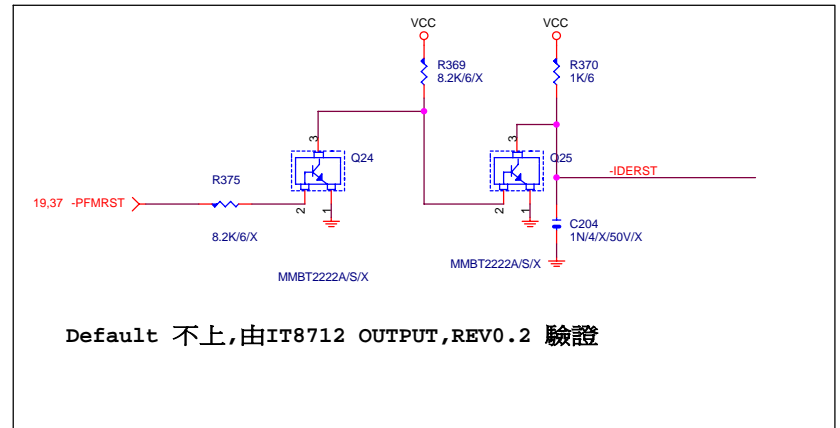 VCC
VCC
R369
8.2K/6/X
R370
1K/6
3
Q24
3
Q25
R375
-IDERST
19,37 -PFMRST
2
1
2
1
8.2K/6/X
C204
1N/4/X/50V/X
MMBT2222A/S/X
MMBT2222A/S/X
Default 不上,由IT8712 OUTPUT,REV0.2 驗證